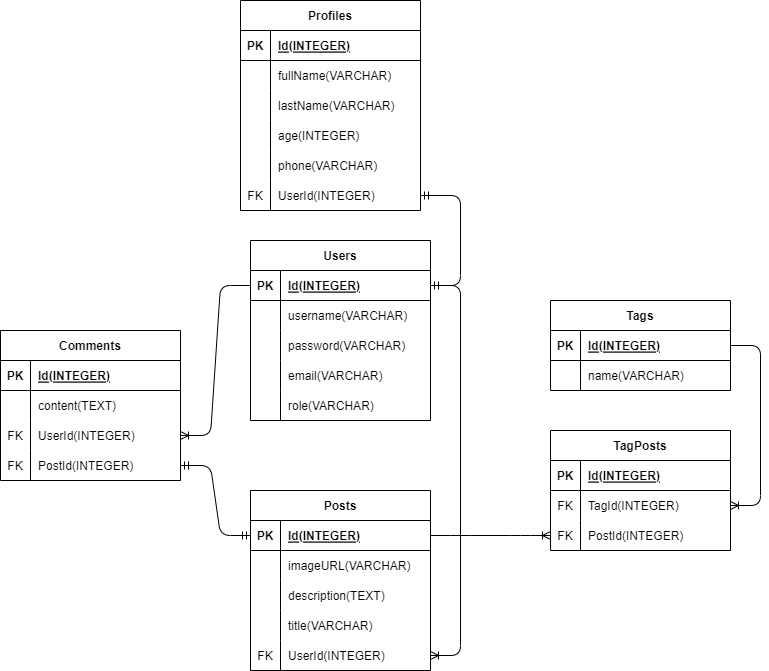 Profiles
PK Id(INTEGER)
fullName(VARCHAR)
lastName(VARCHAR)
age(INTEGER)
phone(VARCHAR)
FK UserId(INTEGER)
Users
PK Id(INTEGER)
username(VARCHAR)
password(VARCHAR)
email(VARCHAR)
role(VARCHAR)
Comments
PK Id(INTEGER)
content(TEXT)
FK UserId(INTEGER)
FK PostId(INTEGER)
Posts
PK Id(INTEGER)
imageURL(VARCHAR)
description(TEXT)
title(VARCHAR)
FK UserId(INTEGER)
Tags
PK Id(INTEGER)
name(VARCHAR)
TagPosts
PK Id(INTEGER)
FK TagId(INTEGER)
FK PostId(INTEGER)